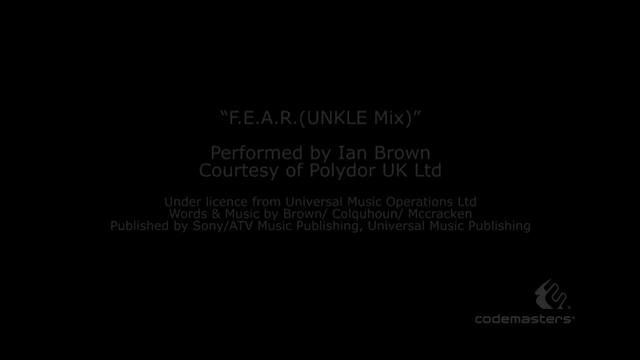 “F.E.A.R.(UNKLE Mix)”
Performed by Ian Brown
Courtesy of Polydor UK Ltd
Under licence from Universal Music Operations Ltd
Words & Music by Brown/ Colquhoun/ Mccracken
Published by Sony/ATV Music Publishing, Universal Music Publishing
codemasters